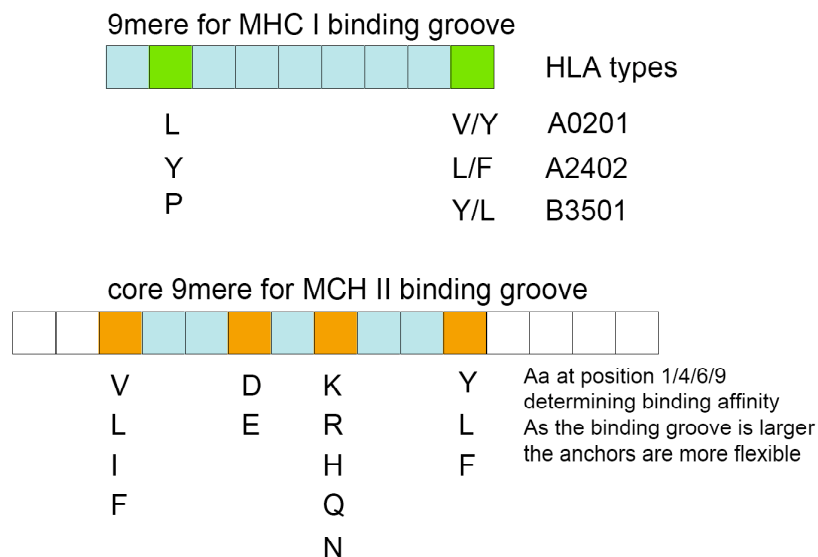 9mere for MHC I binding groove
HLA types
L V/Y A0201
Y L/F A2402
P Y/L B3501
core 9mere for MCH II binding groove
V D K Y
L E R L
I H F
F Q
N
Aa at position 1/4/6/9
determining binding affinity
As the binding groove is larger
the anchors are more flexible